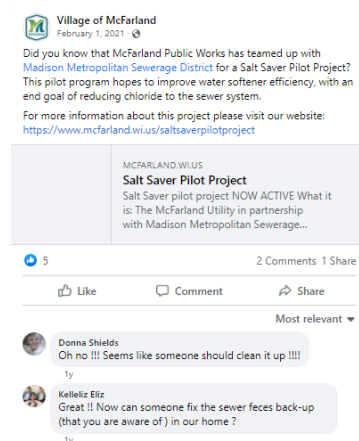 Village of McFarland
February 1, 2021 ·
Did you know that McFarland Public Works has teamed up with
Madison Metropolitan Sewerage District for a Salt Saver Pilot Project?
This pilot program hopes to improve water softener efficiency, with an
end goal of reducing chloride to the sewer system.
For more information about this project please visit our website:
https://www.mcfarland.wi.us/saltsaverpilotproject
MCFARLAND.WI.US
Salt Saver Pilot Project
Salt Saver pilot project NOW ACTIVE What it
is: The McFarland Utility in partnership
with Madison Metropolitan Sewerage...
5
2 Comments 1 Share
Like Comment Share
Most relevant
Donna Shields
Oh no !!! Seems like someone should clean it up !!!!
1y
Kelleliz Eliz
Great !! Now can someone fix the sewer feces back-up
(that you are aware of ) in our home ?
1y